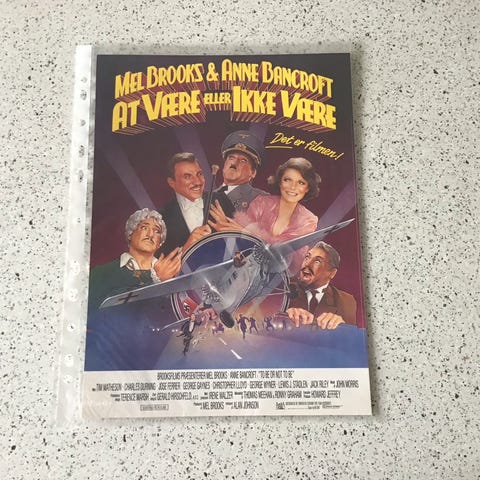 MEL BROOKS & ANNE BANCROFT
AT VÆRE ELLER IKKE VÆRE
Det er filmen!
BROOKSFILMS PRÆSENTERER MEL BROOKS · ANNE BANCROFT · "TO BE OR NOT TO BE"
TIM MATHESON · CHARLES DURNING · JOSE FERRER · GEORGE GAYNES · CHRISTOPHER LLOYD · GEORGE WYNER · LEWIS J. STADLEN · JACK RILEY JOHN MORRIS
TERENCE MARSH GERALD HIRSCHFELD, A.S.C. IRENE WALZER THOMAS MEEHAN & RONNY GRAHAM HOWARD JEFFREY
MEL BROOKS ALAN JOHNSON